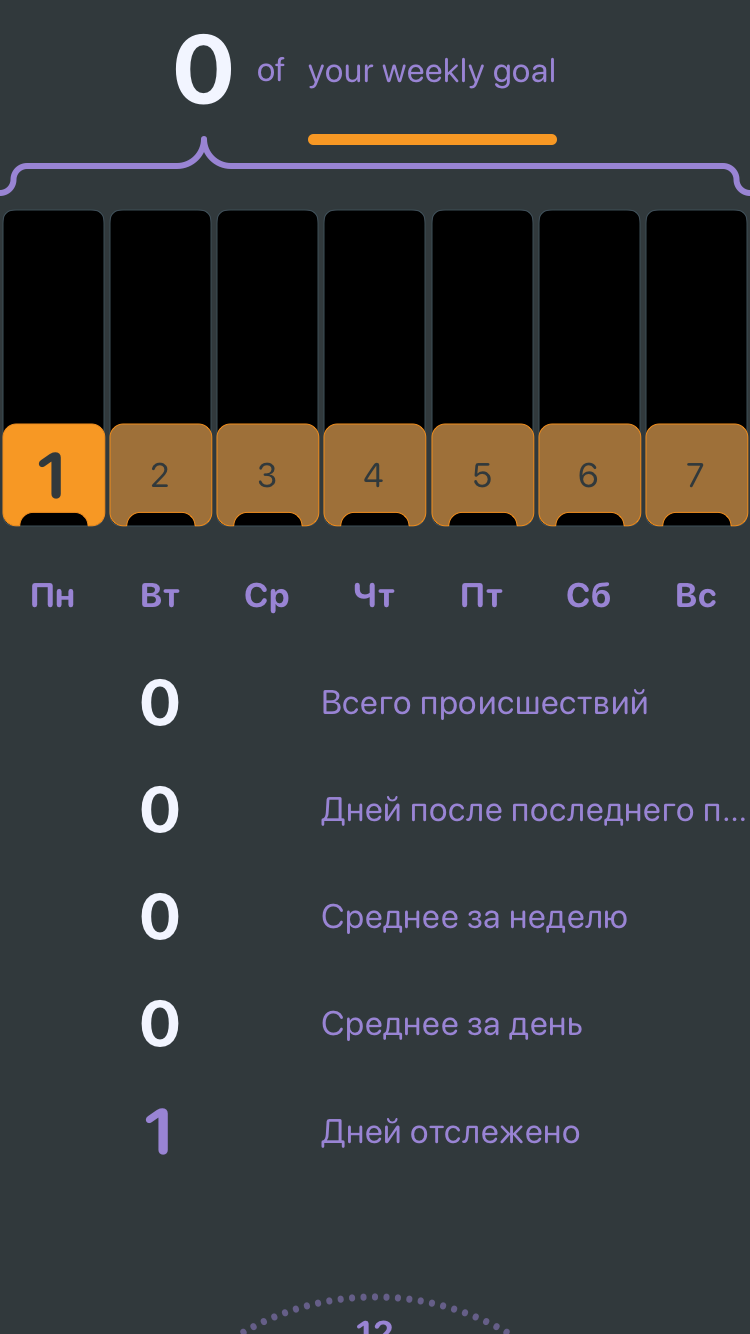 0 of your weekly goal
1 2 3 4 5 6 7
Пн Вт Ср Чт Пт Сб Вс
0 Всего происшествий
0 Дней после последнего п...
0 Среднее за неделю
0 Среднее за день
1 Дней отслежено
12